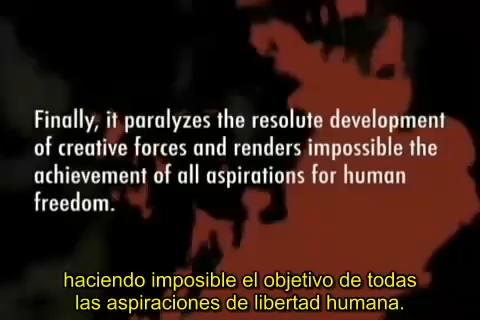 Finally, it paralyzes the resolute development
of creative forces and renders impossible the
achievement of all aspirations for human
freedom.
haciendo imposible el objetivo de todas
las aspiraciones de libertad humana.